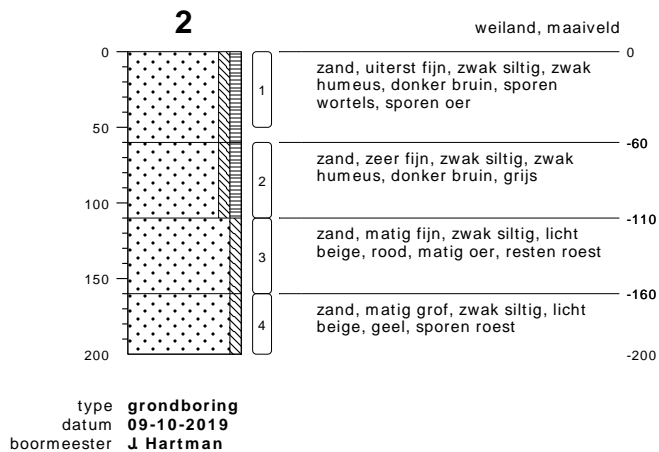 2
weiland, maaiveld
0
0
zand, uiterst fijn, zwak siltig, zwak
humeus, donker bruin, sporen
wortels, sporen oer
1
50
-60
zand, zeer fijn, zwak siltig, zwak
humeus, donker bruin, grijs
2
100
-110
zand, matig fijn, zwak siltig, licht
beige, rood, matig oer, resten roest
3
150
-160
zand, matig grof, zwak siltig, licht
beige, geel, sporen roest
4
200
-200
type grondboring
datum 09-10-2019
boormeester J. Hartman